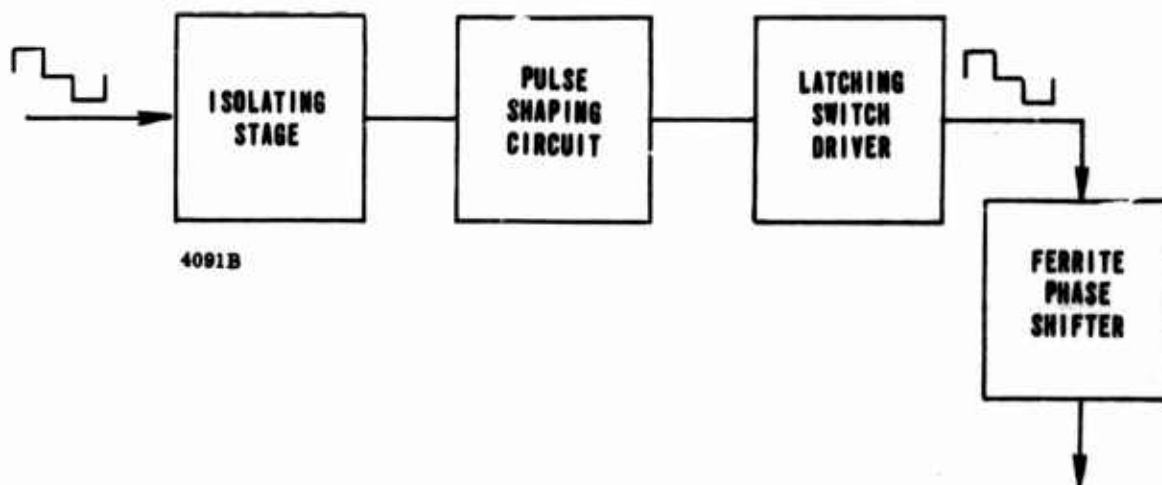 ISOLATING
STAGE
PULSE
SHAPING
CIRCUIT
LATCHING
SWITCH
DRIVER
4091B
FERRITE
PHASE
SHIFTER